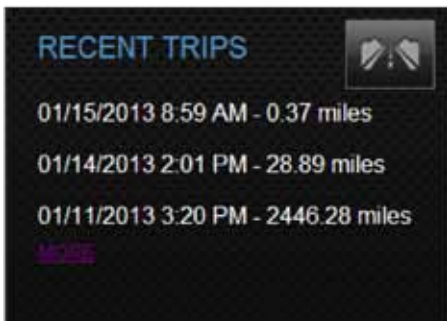 RECENT TRIPS
01/15/2013 8:59 AM - 0.37 miles
01/14/2013 2:01 PM - 28.89 miles
01/11/2013 3:20 PM - 2446.28 miles
MORE